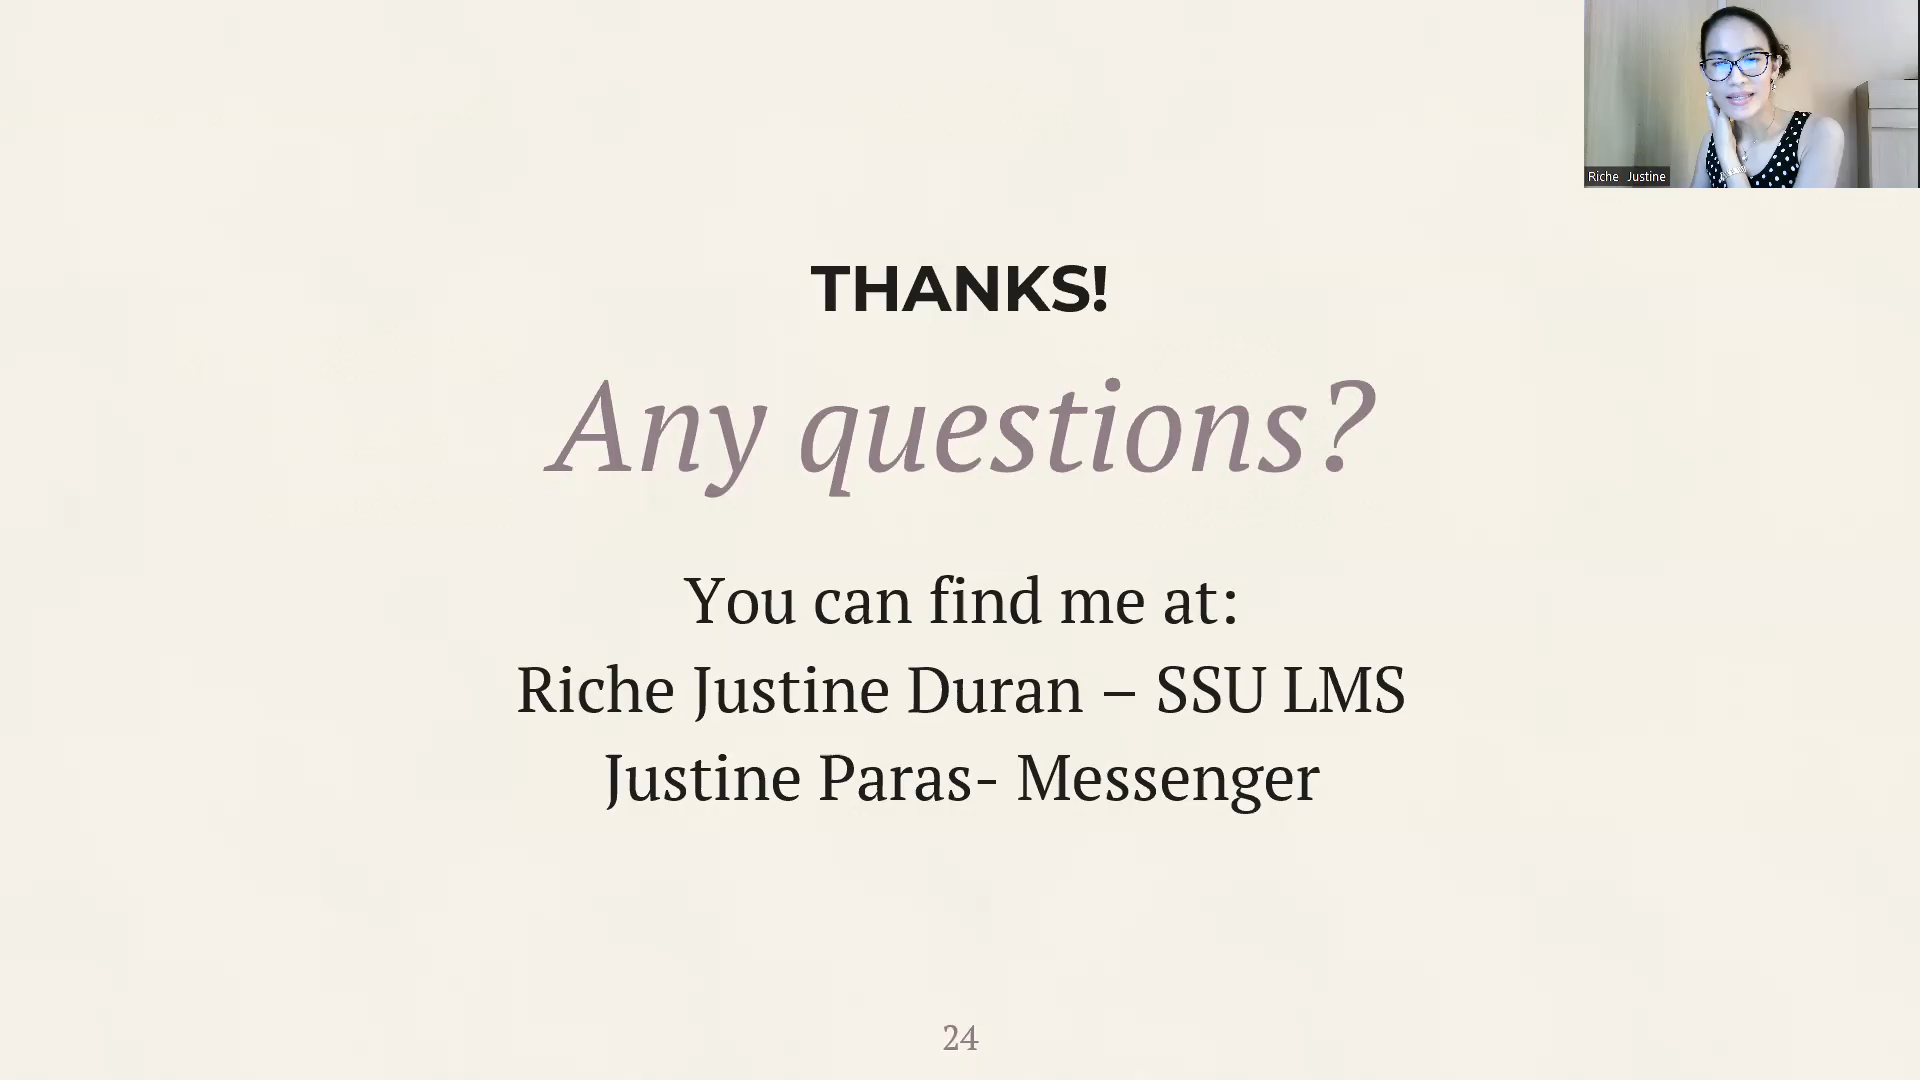 Riche Justine
THANKS!
Any questions?
You can find me at:
Riche Justine Duran – SSU LMS
Justine Paras- Messenger
24